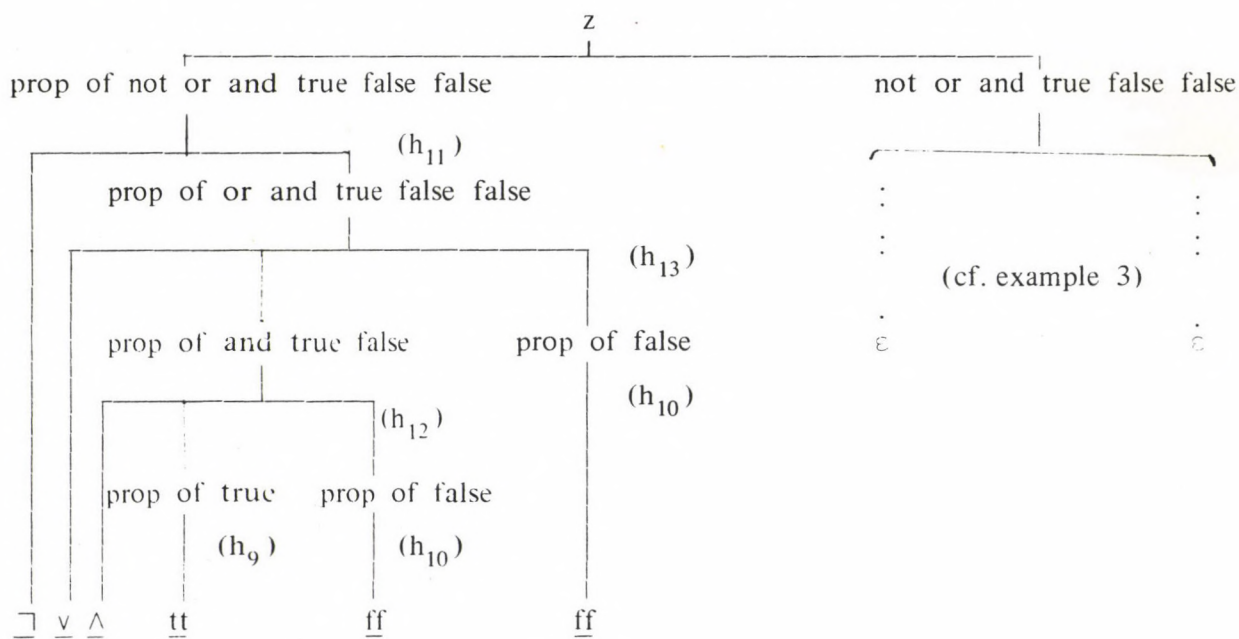 z
prop of not or and true false false not or and true false false
(h11)
prop of or and true false false
(h13)
(cf. example 3)
prop of and true false prop of false ε ε
(h10)
(h12)
prop of true prop of false
(h9) (h10)
¬ ∨ ∧ tt ff ff